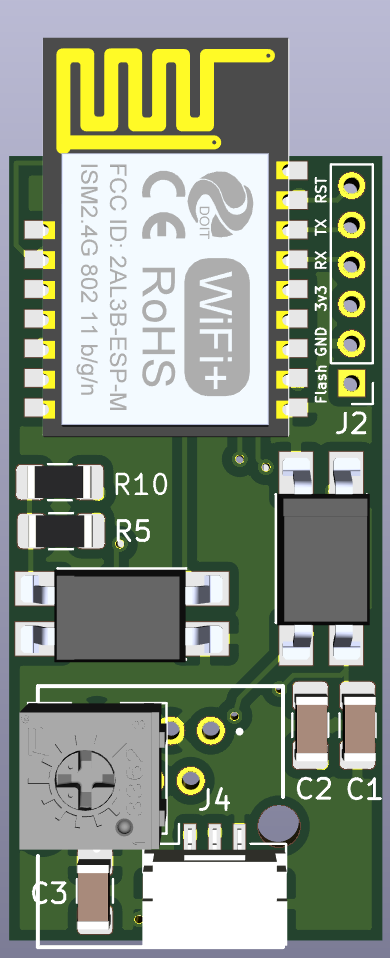 DOIT
WiFi+
RoHS
CE
FCC ID: 2AL3B-ESP-M
ISM2.4G 802 11 b/g/n
RST
TX
RX
3v3
GND
Flash
J2
R10
R5
C2
C1
J4
C3